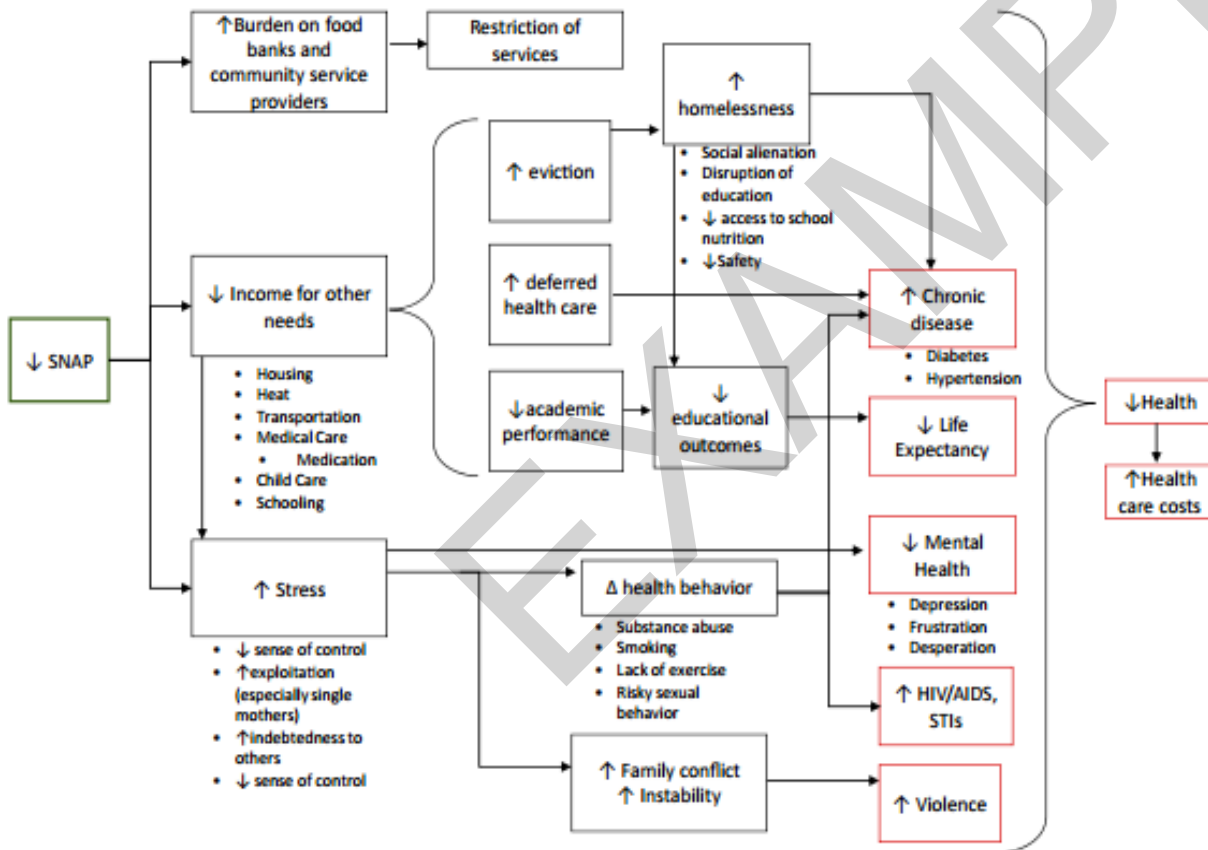 ↑Burden on food
banks and
community service
providers
Restriction of
services
↑
homelessness
• Social alienation
• Disruption of
education
• ↓ access to school
nutrition
• ↓Safety
↑ eviction
↑ deferred
health care
↓ Income for other
needs
• Housing
• Heat
• Transportation
• Medical Care
• Medication
• Child Care
• Schooling
↓ SNAP
↓academic
performance
↓
educational
outcomes
↑ Chronic
disease
• Diabetes
• Hypertension
↓ Life
Expectancy
↓Health
↑Health
care costs
↑ Stress
• ↓ sense of control
• ↑exploitation
(especially single
mothers)
• ↑indebtedness to
others
• ↓ sense of control
Δ health behavior
• Substance abuse
• Smoking
• Lack of exercise
• Risky sexual
behavior
↓ Mental
Health
• Depression
• Frustration
• Desperation
↑ HIV/AIDS,
STIs
↑ Family conflict
↑ Instability
↑ Violence
EXAMP